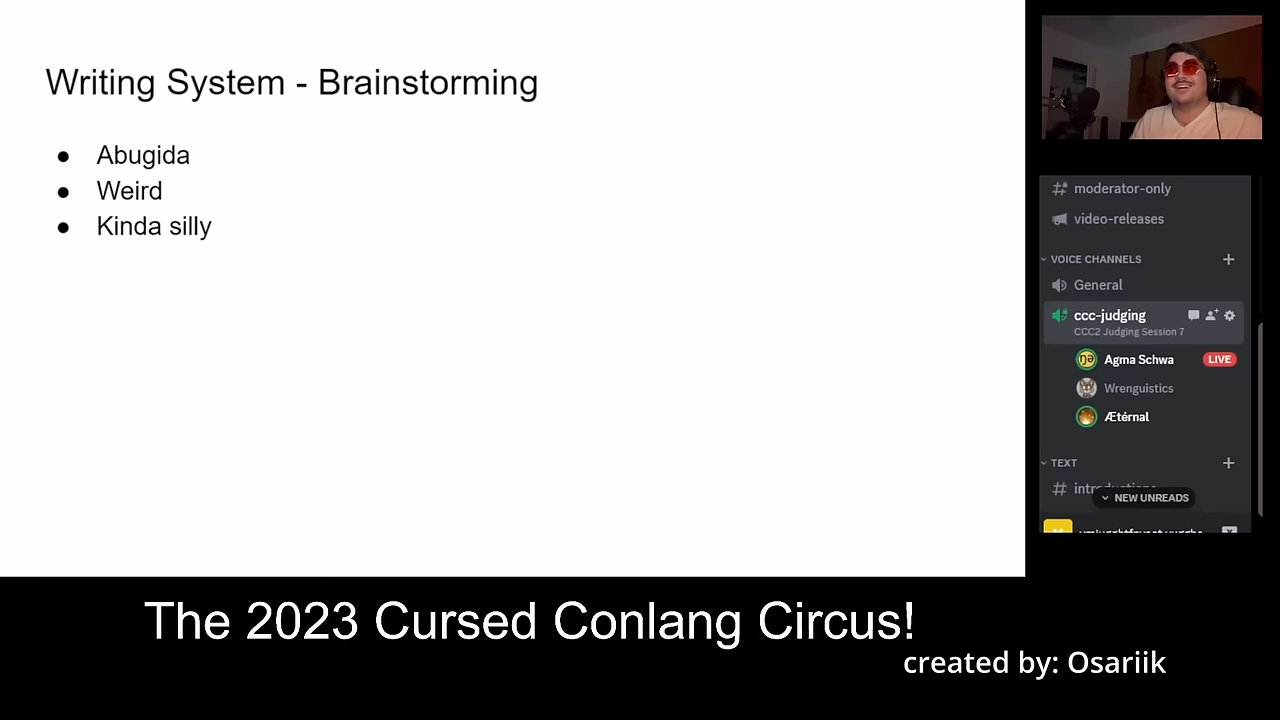 Writing System - Brainstorming
● Abugida
● Weird
● Kinda silly
moderator-only
video-releases
VOICE CHANNELS
General
ccc-judging
CCC2 Judging Session 7
Agma Schwa LIVE
Wrenguistics
Ætérnal
TEXT
NEW UNREADS
The 2023 Cursed Conlang Circus!
created by: Osariik